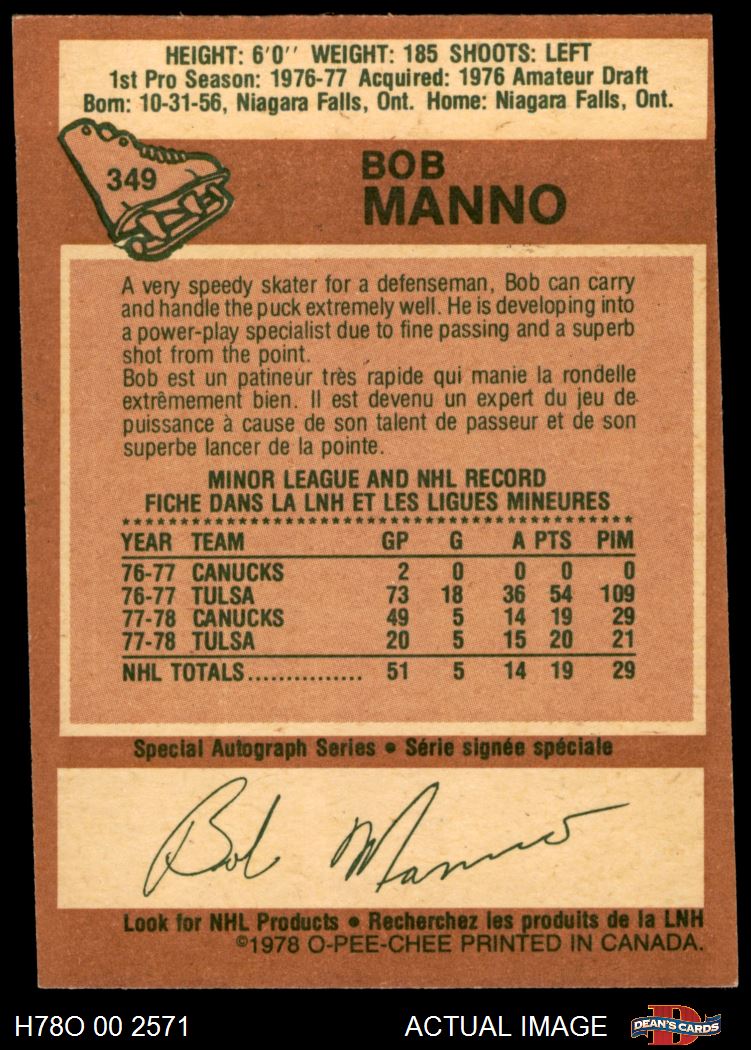 HEIGHT: 6'0'' WEIGHT: 185 SHOOTS: LEFT
1st Pro Season: 1976-77 Acquired: 1976 Amateur Draft
Born: 10-31-56, Niagara Falls, Ont. Home: Niagara Falls, Ont.
349
BOB
MANNO
A very speedy skater for a defenseman, Bob can carry
and handle the puck extremely well. He is developing into
a power-play specialist due to fine passing and a superb
shot from the point.
Bob est un patineur très rapide qui manie la rondelle
extrêmement bien. Il est devenu un expert du jeu de
puissance à cause de son talent de passeur et de son
superbe lancer de la pointe.
MINOR LEAGUE AND NHL RECORD
FICHE DANS LA LNH ET LES LIGUES MINEURES
YEAR TEAM GP G A PTS PIM
76-77 CANUCKS 2 0 0 0 0
76-77 TULSA 73 18 36 54 109
77-78 CANUCKS 49 5 14 19 29
77-78 TULSA 20 5 15 20 21
NHL TOTALS............... 51 5 14 19 29
Special Autograph Series • Série signée spéciale
Bob Manno
Look for NHL Products • Recherchez les produits de la LNH
©1978 O-PEE-CHEE PRINTED IN CANADA.
H78O 00 2571 ACTUAL IMAGE DEAN'S CARDS